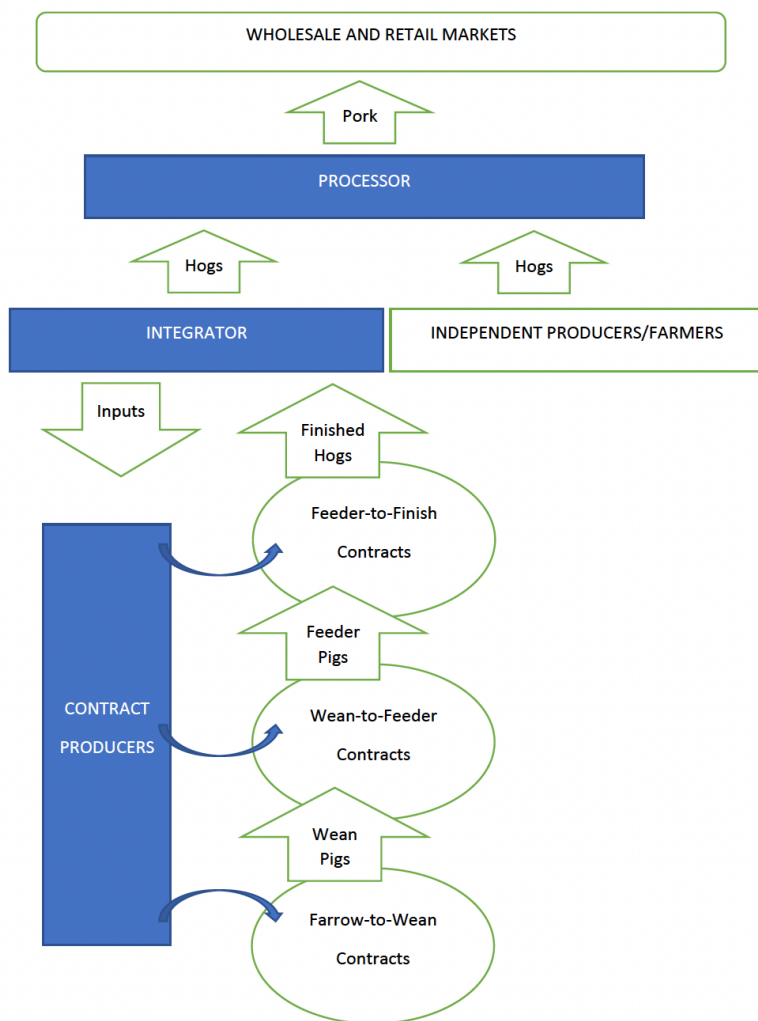 WHOLESALE AND RETAIL MARKETS
Pork
PROCESSOR
Hogs
Hogs
INTEGRATOR
INDEPENDENT PRODUCERS/FARMERS
Inputs
Finished
Hogs
Feeder-to-Finish
Contracts
Feeder
Pigs
CONTRACT
PRODUCERS
Wean-to-Feeder
Contracts
Wean
Pigs
Farrow-to-Wean
Contracts